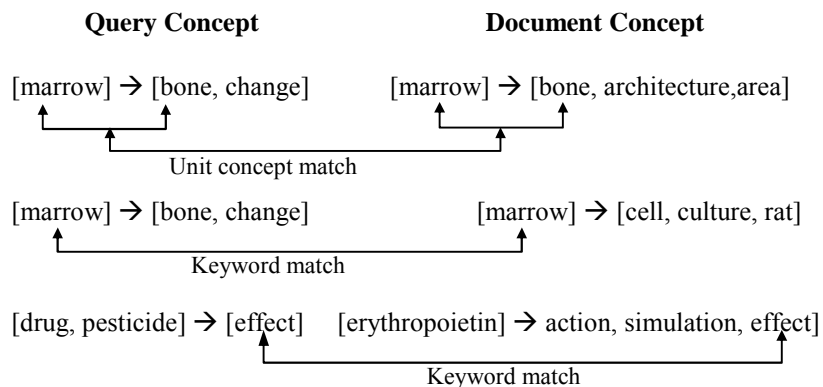 Query Concept Document Concept
[marrow] → [bone, change] [marrow] → [bone, architecture,area]
Unit concept match
[marrow] → [bone, change] [marrow] → [cell, culture, rat]
Keyword match
[drug, pesticide] → [effect] [erythropoietin] → action, simulation, effect]
Keyword match